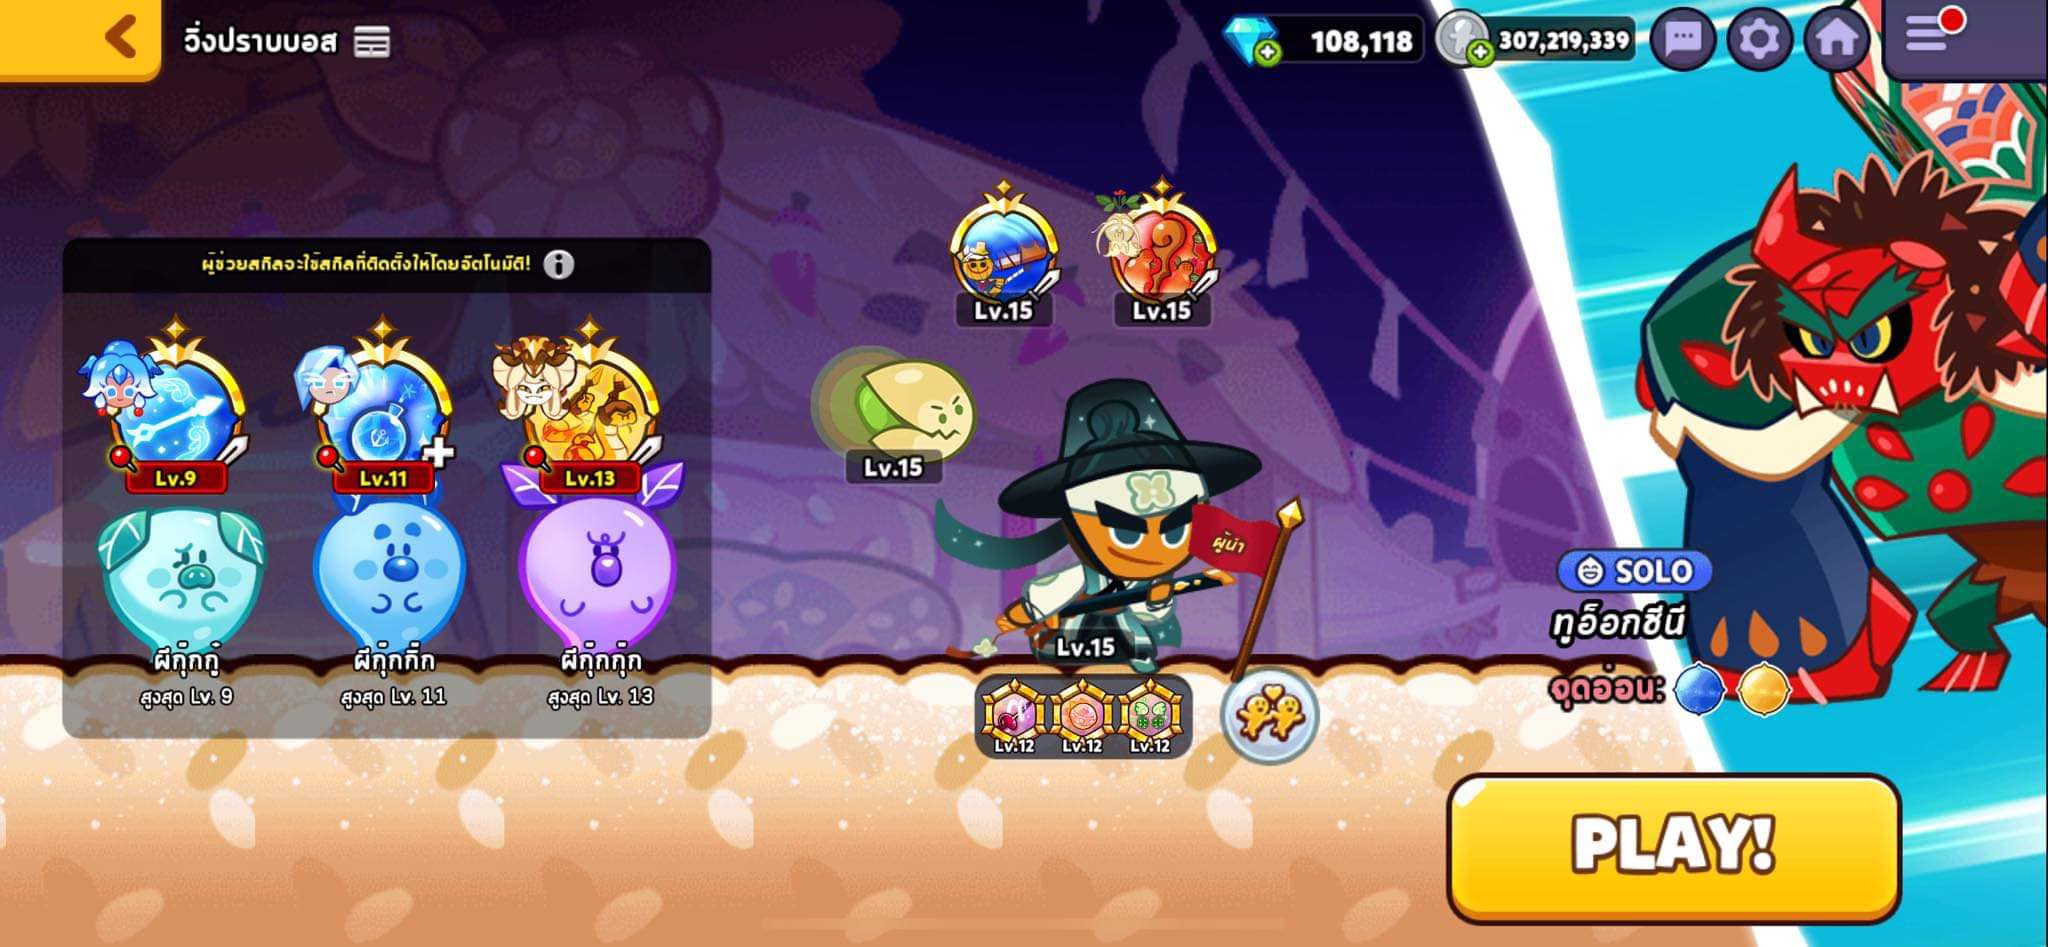 วิ่งปราบบอส
108,118
307,219,339
ผู้ช่วยสกิลจะใช้สกิลที่ติดตั้งให้โดยอัตโนมัติ!
Lv.9
Lv.11
Lv.13
ผีกุ๊กกู๋
ผีกุ๊กกิ๊ก
ผีกุ๊กกุ๊ก
สูงสุด Lv. 9
สูงสุด Lv. 11
สูงสุด Lv. 13
Lv.15
Lv.15
Lv.15
ผู้นำ
Lv.15
Lv.12
Lv.12
Lv.12
SOLO
ทูอ็อกชีนี
จุดอ่อน:
PLAY!